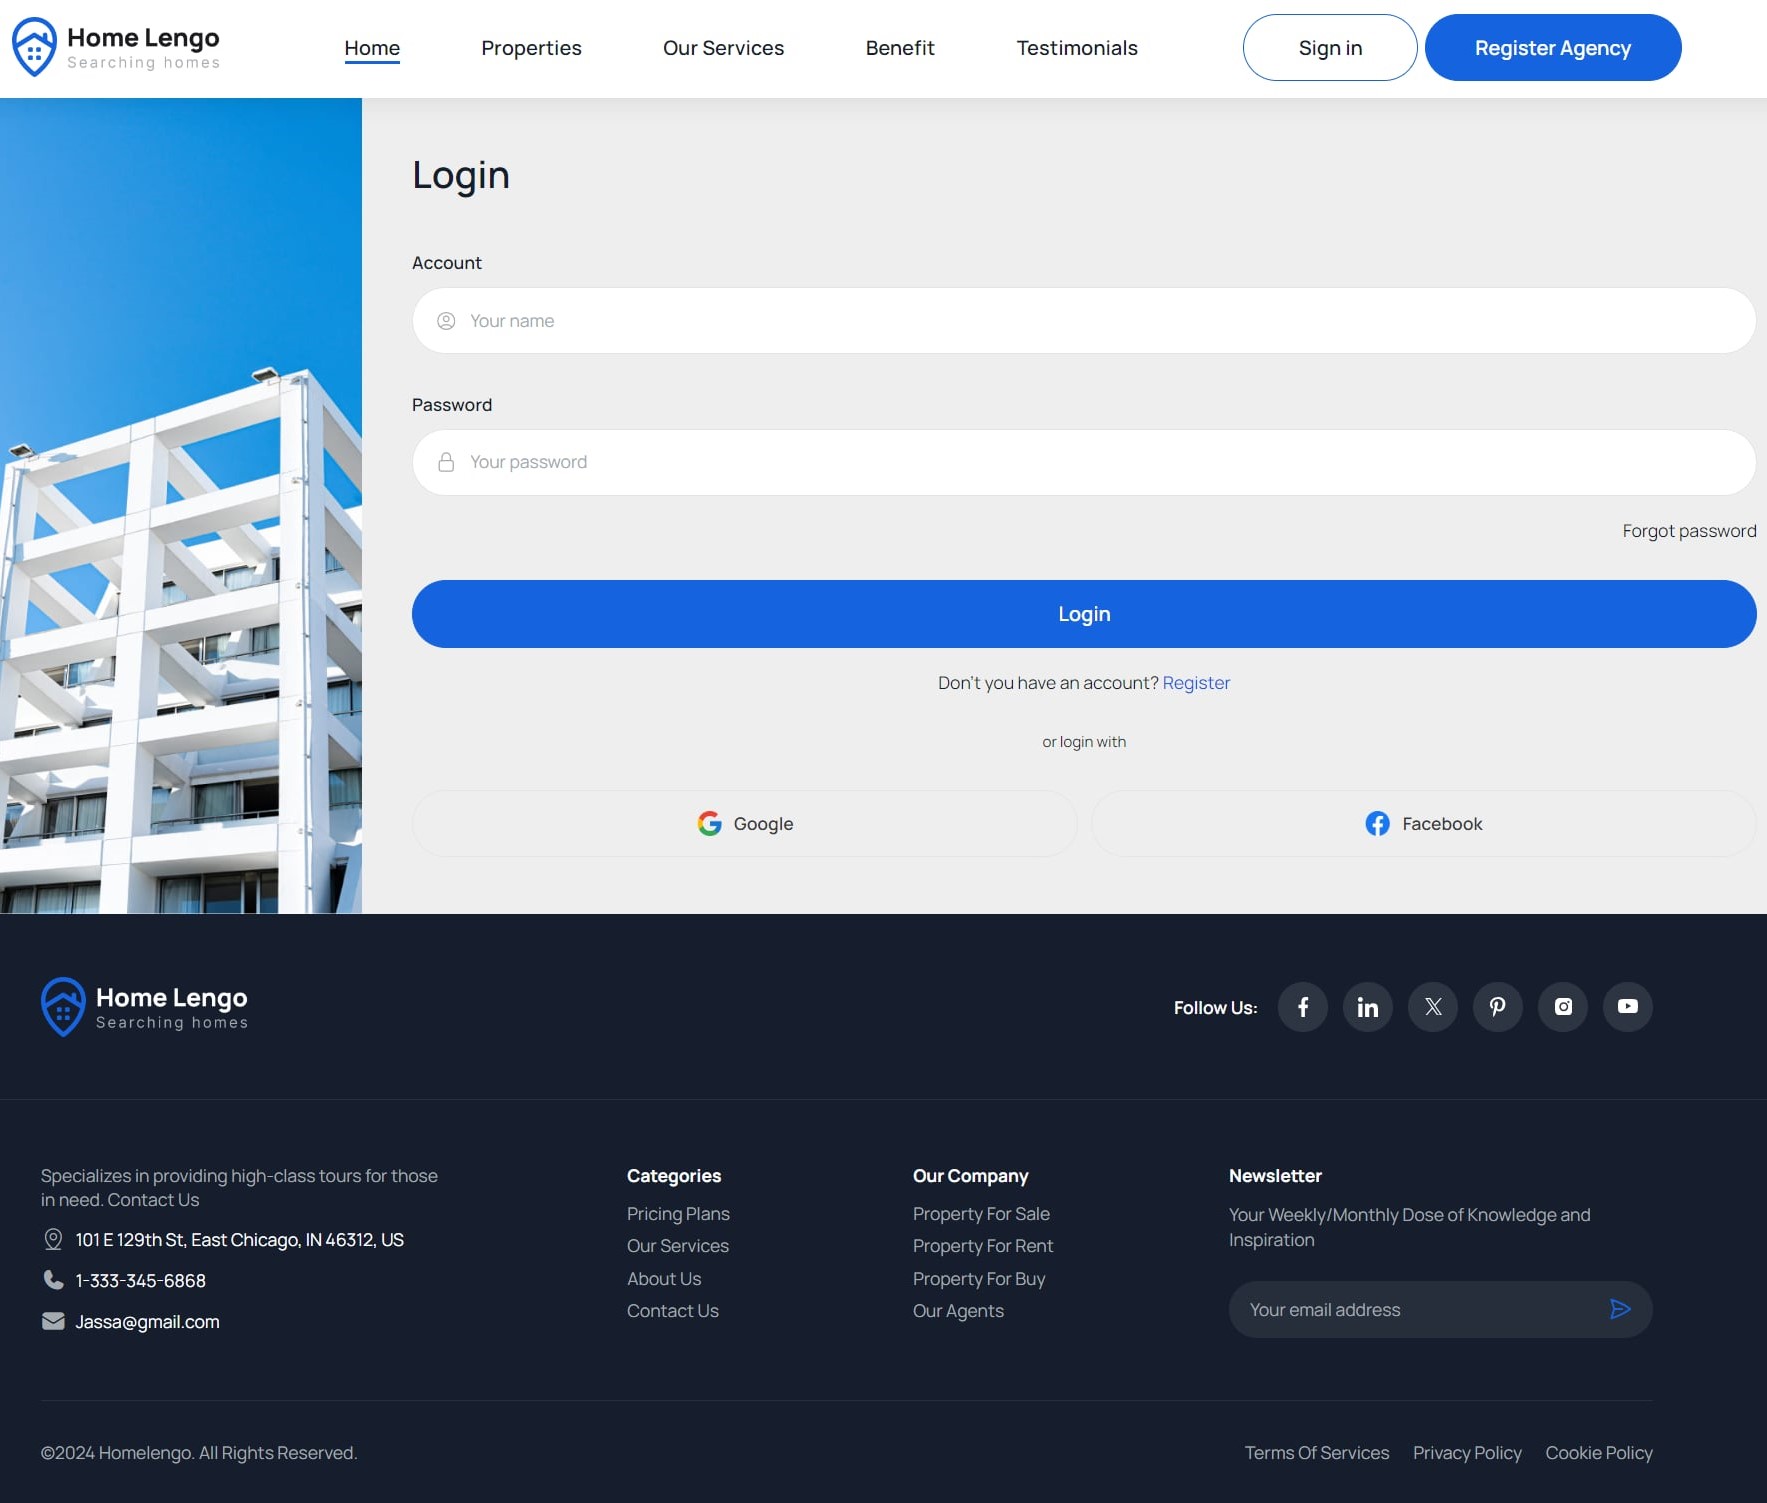 Home Lengo
Searching homes
Home
Properties
Our Services
Benefit
Testimonials
Sign in
Register Agency
Login
Account
Your name
Password
Your password
Forgot password
Login
Don't you have an account? Register
or login with
Google
Facebook
Home Lengo
Searching homes
Follow Us:
Specializes in providing high-class tours for those
in need. Contact Us
101 E 129th St, East Chicago, IN 46312, US
1-333-345-6868
Jassa@gmail.com
Categories
Pricing Plans
Our Services
About Us
Contact Us
Our Company
Property For Sale
Property For Rent
Property For Buy
Our Agents
Newsletter
Your Weekly/Monthly Dose of Knowledge and
Inspiration
Your email address
©2024 Homelengo. All Rights Reserved.
Terms Of Services
Privacy Policy
Cookie Policy